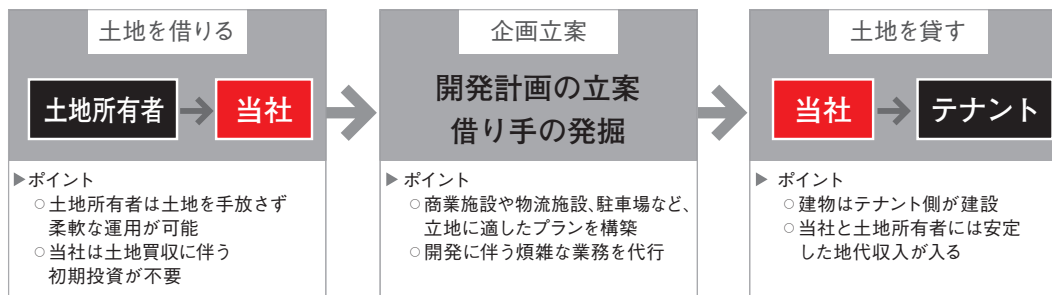 土地を借りる
土地所有者
当社
▶ポイント
○土地所有者は土地を手放さず
柔軟な運用が可能
○当社は土地買収に伴う
初期投資が不要
企画立案
開発計画の立案
借り手の発掘
▶ポイント
○商業施設や物流施設、駐車場など、
立地に適したプランを構築
○開発に伴う煩雑な業務を代行
土地を貸す
当社
テナント
▶ポイント
○建物はテナント側が建設
○当社と土地所有者には安定
した地代収入が入る